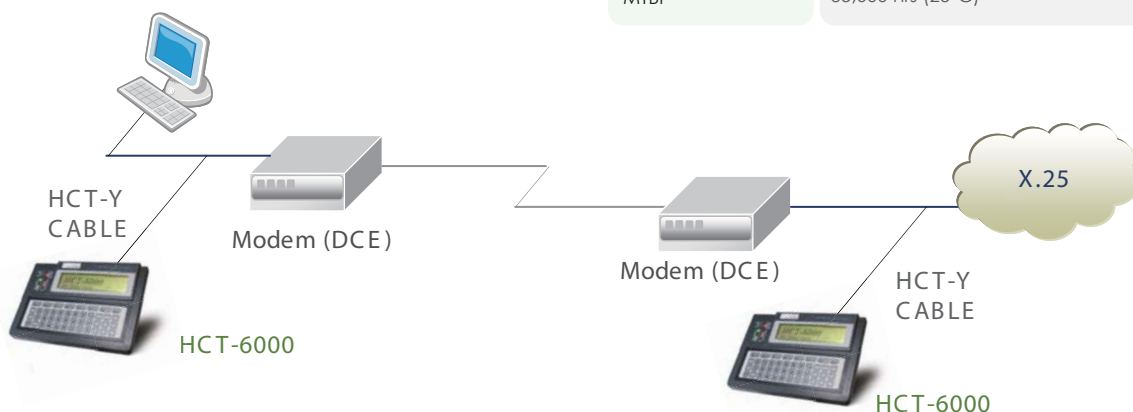 X.25
HCT-Y
CABLE
Modem (DCE)
Modem (DCE)
HCT-Y
CABLE
HCT-6000
HCT-6000